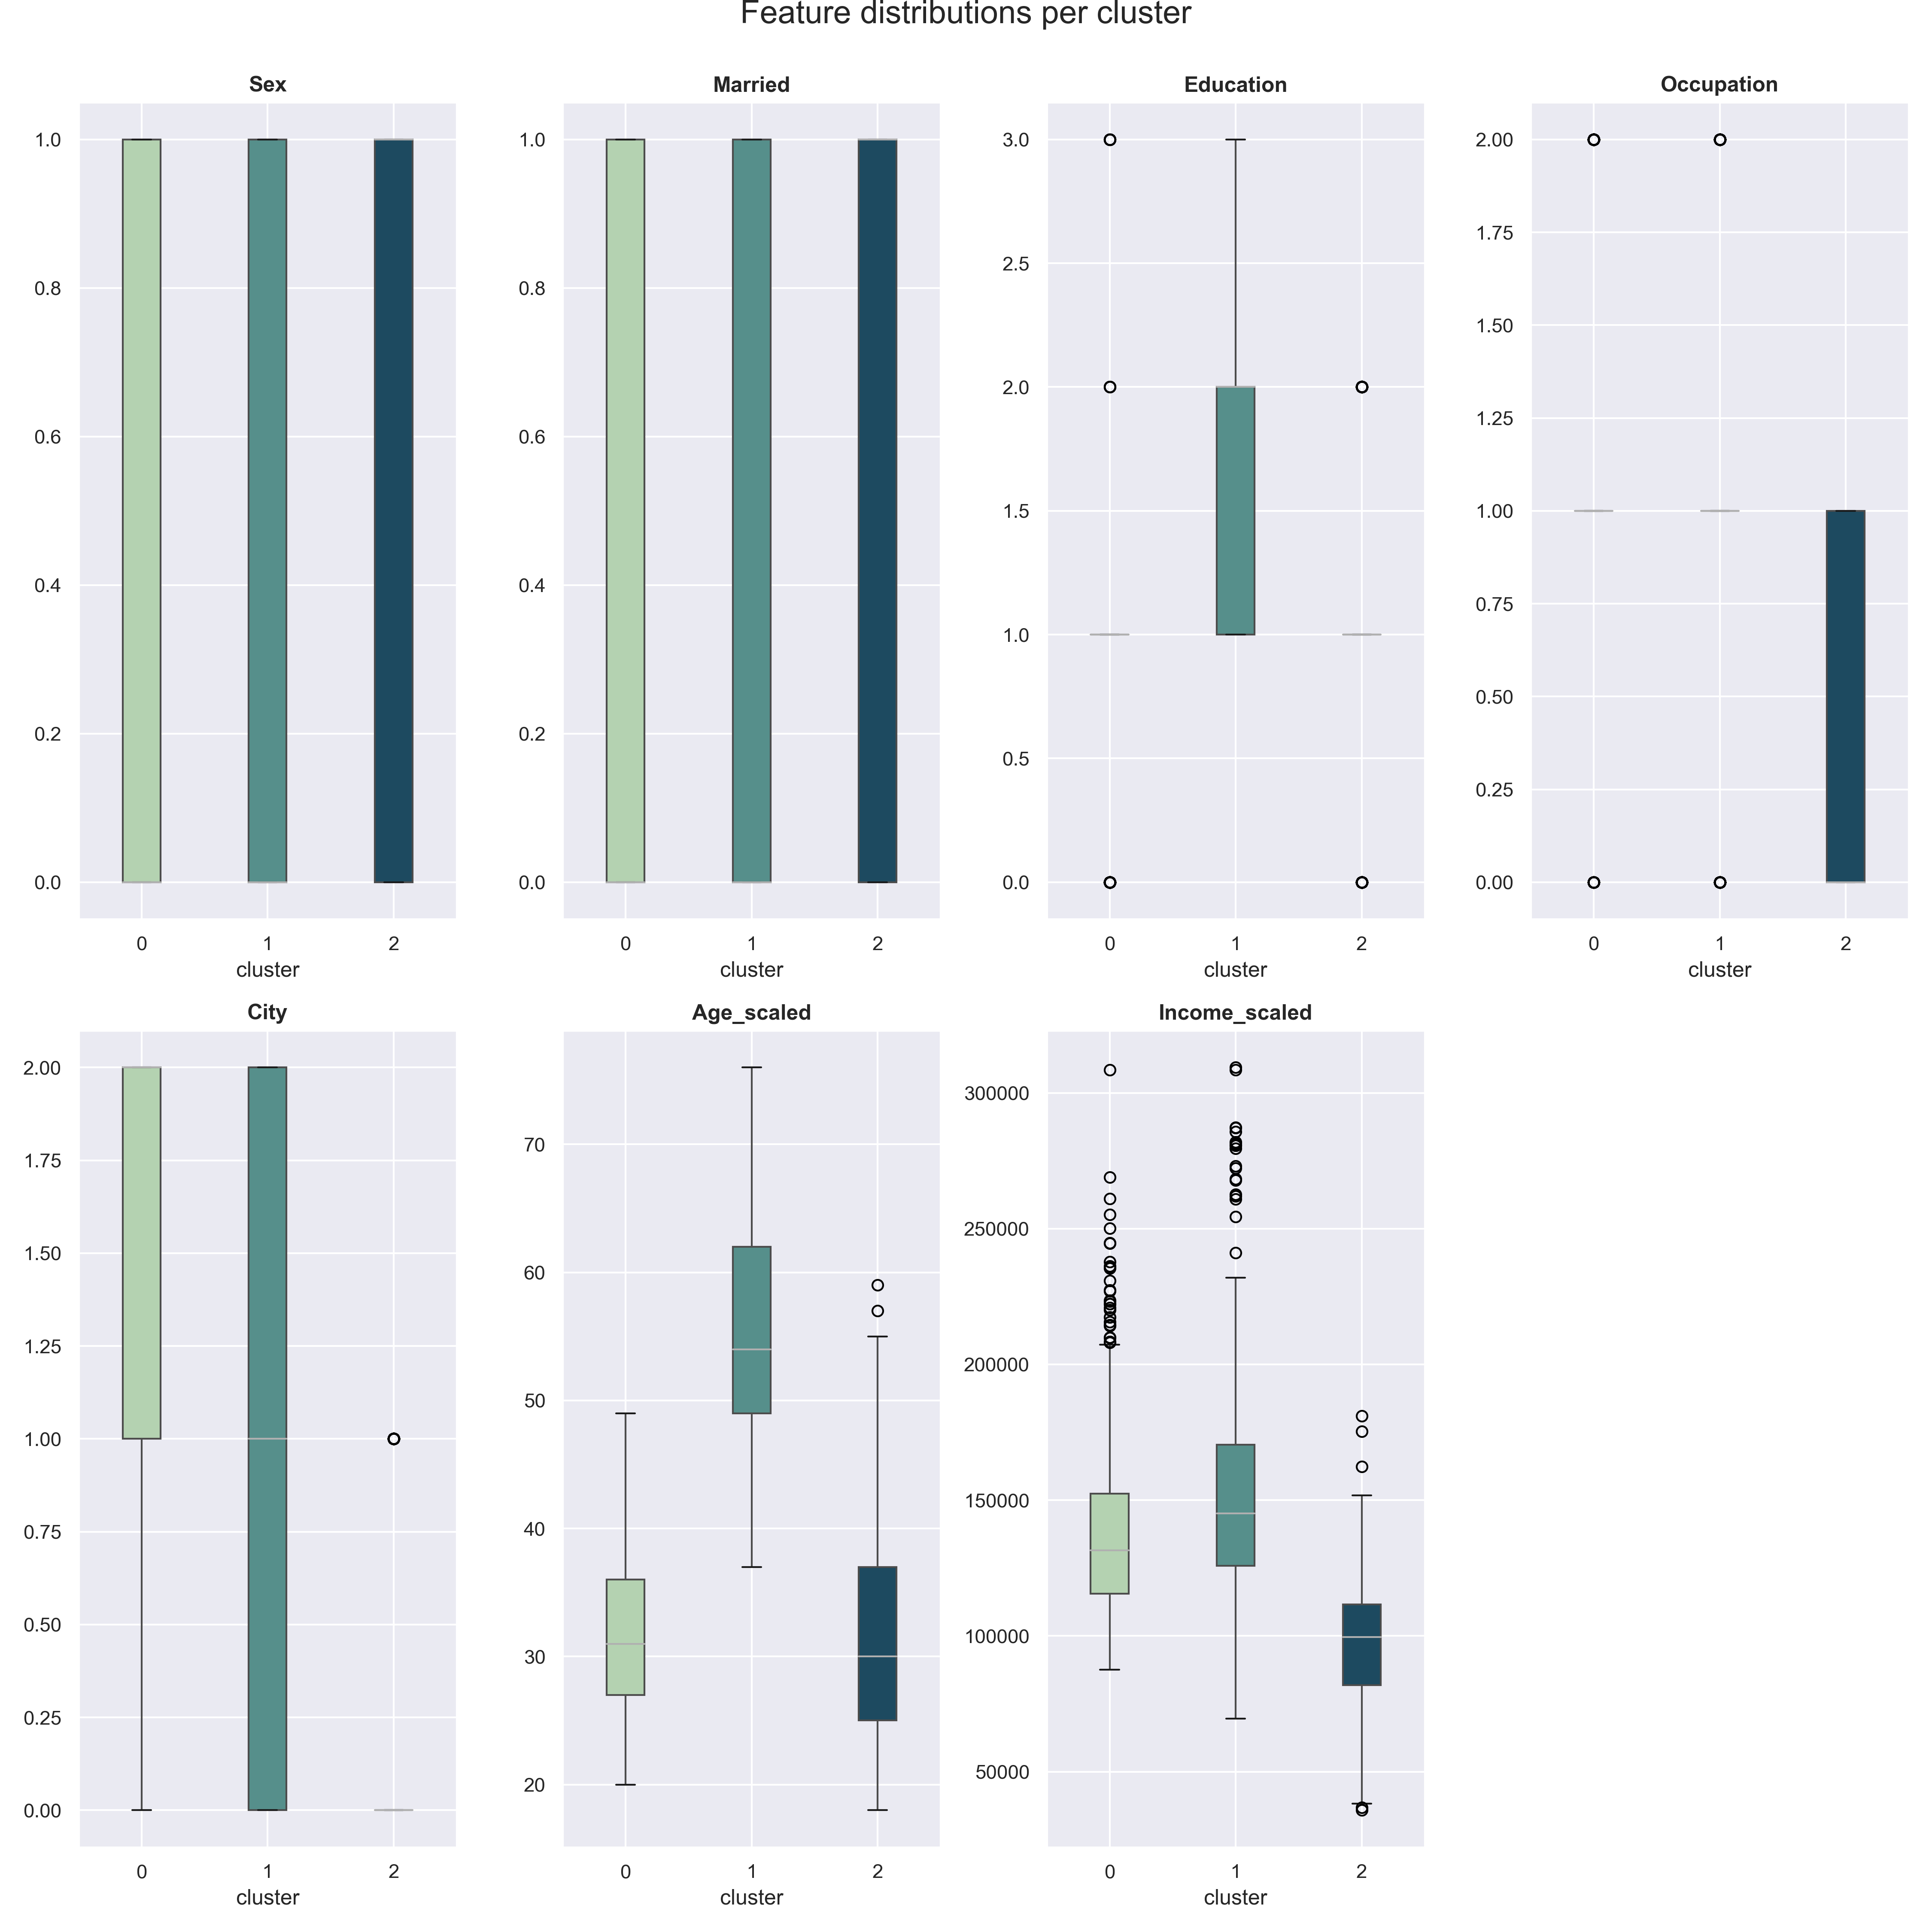 Feature distributions per cluster
Sex
1.0
0.8
0.6
0.4
0.2
0.0
0 1 2
cluster
Married
1.0
0.8
0.6
0.4
0.2
0.0
0 1 2
cluster
Education
3.0
2.5
2.0
1.5
1.0
0.5
0.0
0 1 2
cluster
Occupation
2.00
1.75
1.50
1.25
1.00
0.75
0.50
0.25
0.00
0 1 2
cluster
City
2.00
1.75
1.50
1.25
1.00
0.75
0.50
0.25
0.00
0 1 2
cluster
Age_scaled
70
60
50
40
30
20
0 1 2
cluster
Income_scaled
300000
250000
200000
150000
100000
50000
0 1 2
cluster